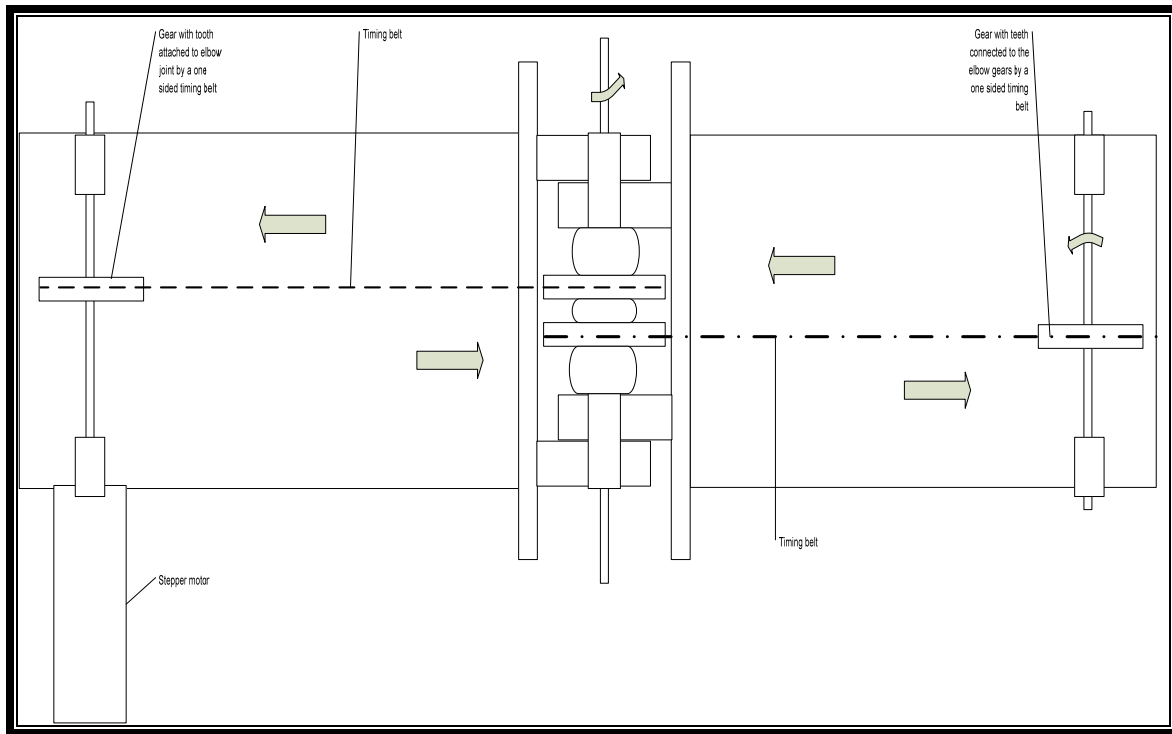 Gear with tooth
attached to elbow
joint by a one
sided timing belt
Timing belt
Gear with teeth
connected to the
elbow gears by a
one sided timing
belt
Timing belt
Stepper motor